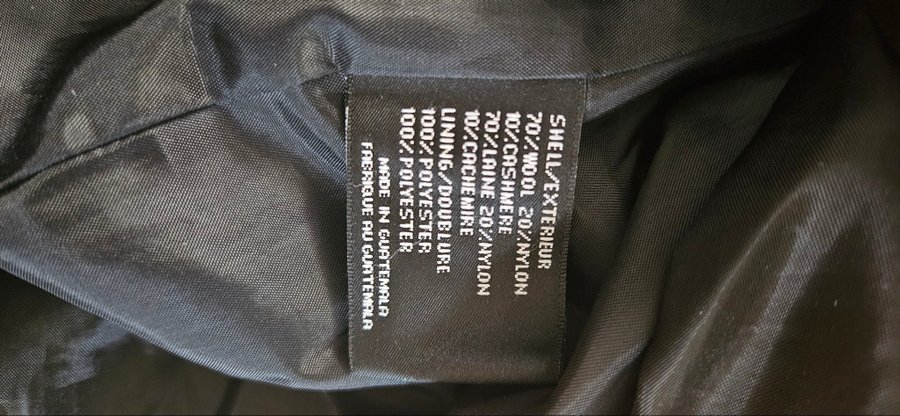 SHELL/EXTERIEUR
70%WOOL 20%NYLON
10%CASHMERE
70%LAINE 20%NYLON
10%CACHEMIRE
LINING/DOUBLURE
100%POLYESTER
100%POLYESTER
MADE IN GUATEMALA
FABRIQUE AU GUATEMALA